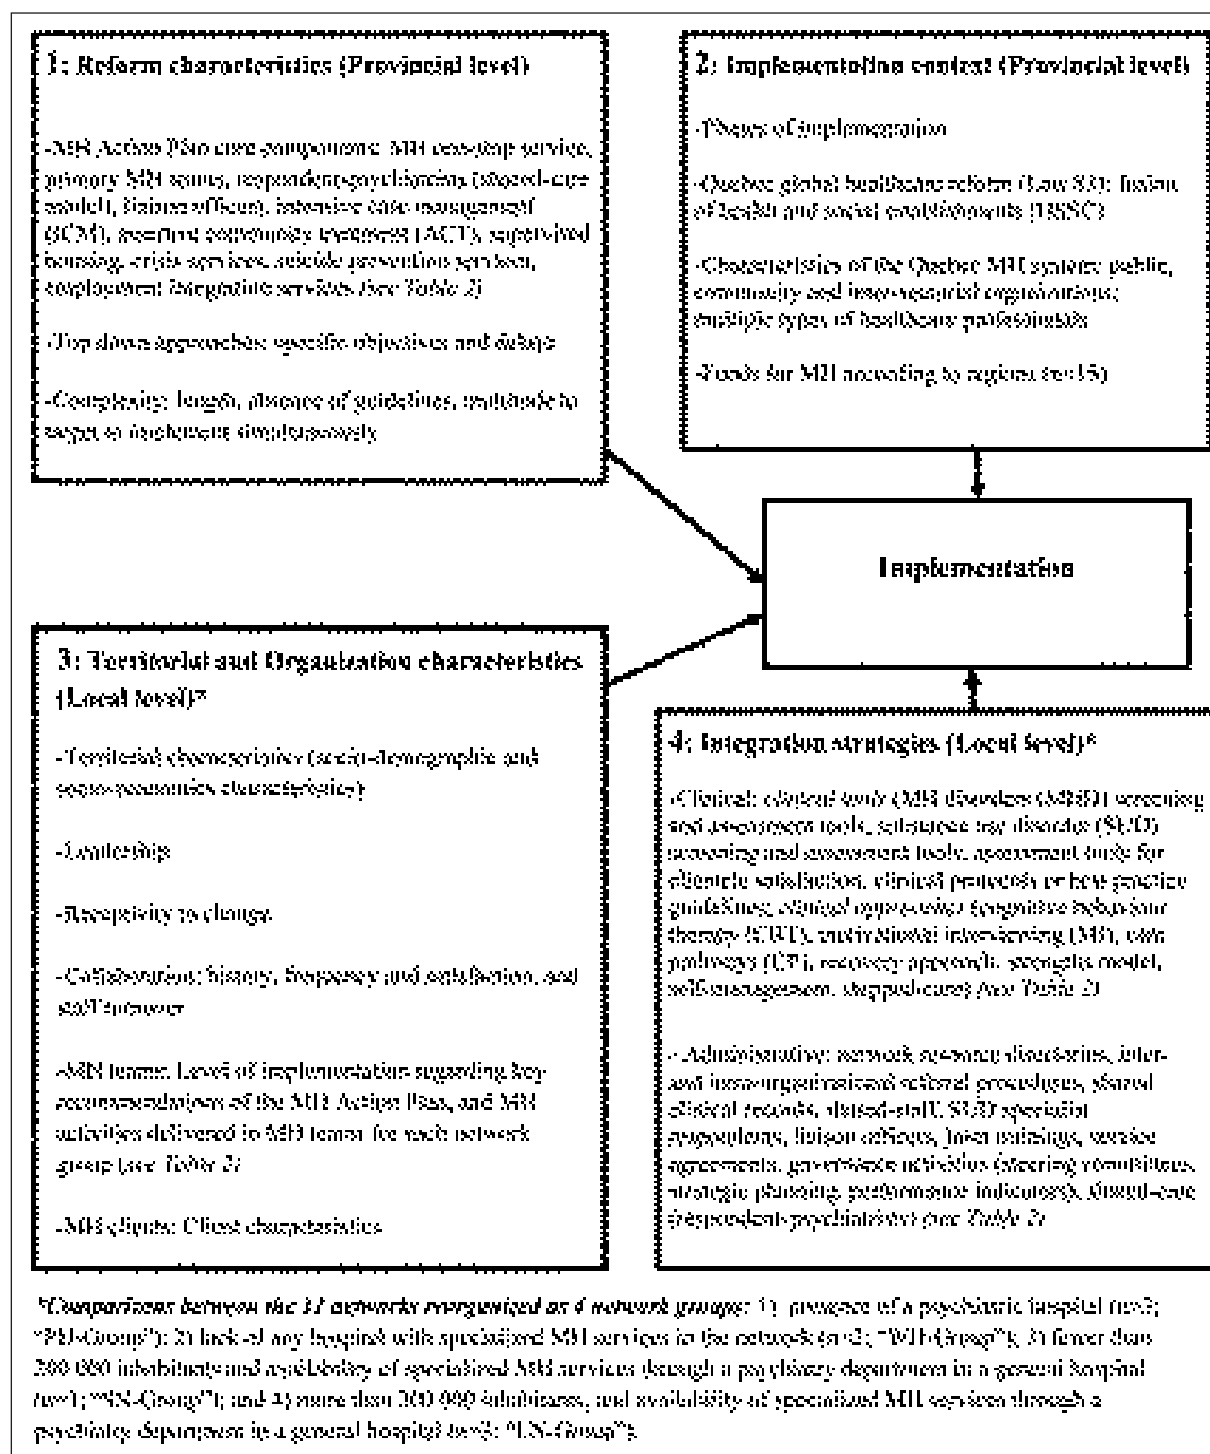 1: Reform characteristics (Provincial level)
-MH Action Plan core components: MH one-stop service,
primary MH teams, respondent-psychiatrists (shared-care
model), liaison officers, intensive case management
(ICM), assertive community treatment (ACT), supervised
housing, crisis services, suicide prevention services,
employment integration services (see Table 2)
-Top down approaches: specific objectives and delays
-Complexity: length, absence of guidelines, multitude to
target to implement simultaneously
2: Implementation context (Provincial level)
-Phases of implementation
-Quebec global healthcare reform (Law 83): fusion
of health and social establishments (HSSC)
-Characteristics of the Quebec MH system: public,
community and inter-sectorial organizations;
multiple types of healthcare professionals
-Funds for MH according to regions (n=15)
Implementation
3: Territorial and Organization characteristics
(Local level)*
-Territorial characteristics (socio-demographic and
socio-economics characteristics)
-Leadership
-Receptivity to change
-Collaboration: history, frequency and satisfaction, and
staff turnover
-MH teams: Level of implementation regarding key
recommendations of the MH Action Plan, and MH
activities delivered in MH teams for each network
group (see Table 2)
-MH clients: Client characteristics
4: Integration strategies (Local level)*
-Clinical: clinical tools (MH disorders (MHD) screening
and assessment tools, substance use disorder (SUD)
screening and assessment tools, assessment tools for
clientele satisfaction, clinical protocols or best practice
guidelines; clinical approaches (cognitive behaviour
therapy (CBT), motivational interviewing (MI), care
pathways (CP), recovery approach, strengths model,
self-management, stepped-care) (see Table 2)
- Administrative: network resource directories, inter-
and intra-organizational referral procedures, shared
clinical records, shared-staff, SUD specialist
respondents, liaison officers, joint trainings, service
agreements, governance activities (steering committees,
strategic planning, performance indicators), shared-care
(respondent-psychiatrists) (see Table 2)
*Comparisons between the 11 networks reorganized as 4 network groups: 1) presence of a psychiatric hospital (n=3;
“PH-Group”); 2) lack of any hospital with specialized MH services in the network (n=2; “WH-Group”); 3) fewer than
200 000 inhabitants and availability of specialized MH services through a psychiatry department in a general hospital
“SN-Group”); and 4) more than 200 000 inhabitants, and availability of specialized MH services through a
psychiatry department in a general hospital (n=3; “LN-Group”).